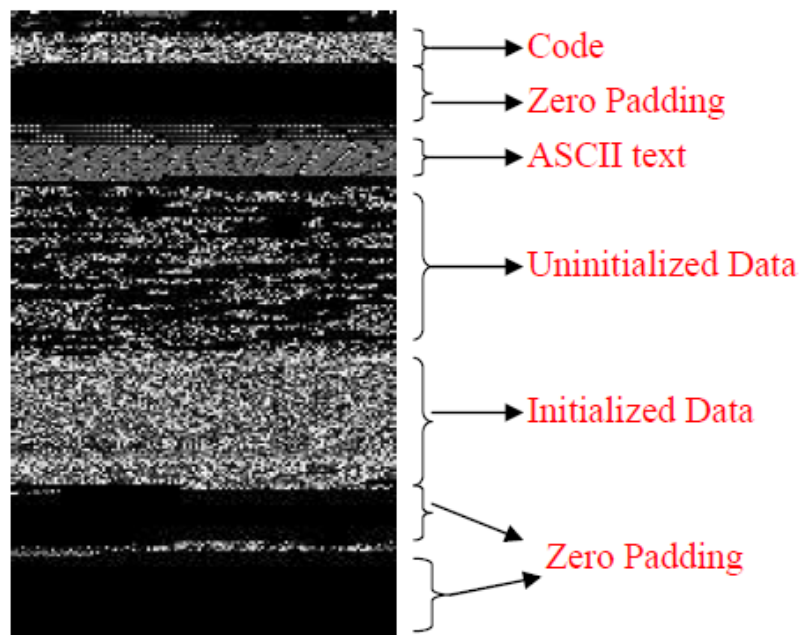 Code
Zero Padding
ASCII text
Uninitialized Data
Initialized Data
Zero Padding